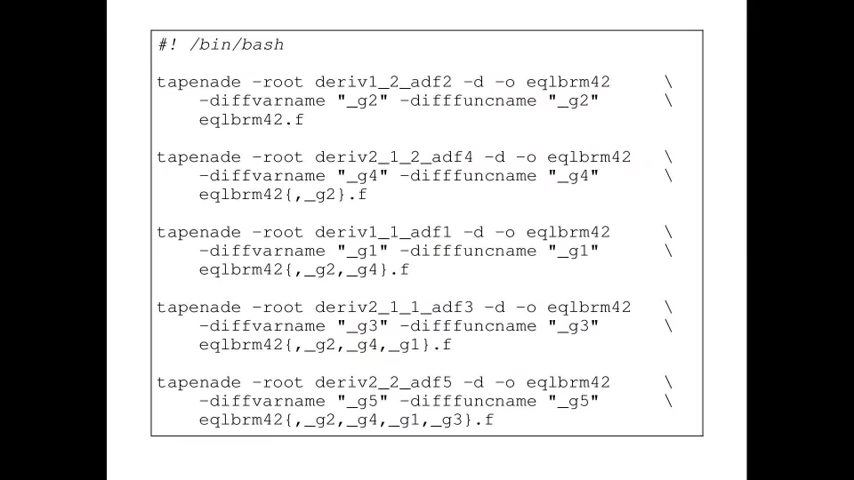 #! /bin/bash
tapenade -root deriv1_2_adf2 -d -o eqlbrm42 \
-diffvarname "_g2" -difffuncname "_g2" \
eqlbrm42.f
tapenade -root deriv2_1_2_adf4 -d -o eqlbrm42 \
-diffvarname "_g4" -difffuncname "_g4" \
eqlbrm42{,_g2}.f
tapenade -root deriv1_1_adf1 -d -o eqlbrm42 \
-diffvarname "_g1" -difffuncname "_g1" \
eqlbrm42{,_g2,_g4}.f
tapenade -root deriv2_1_1_adf3 -d -o eqlbrm42 \
-diffvarname "_g3" -difffuncname "_g3" \
eqlbrm42{,_g2,_g4,_g1}.f
tapenade -root deriv2_2_adf5 -d -o eqlbrm42 \
-diffvarname "_g5" -difffuncname "_g5" \
eqlbrm42{,_g2,_g4,_g1,_g3}.f